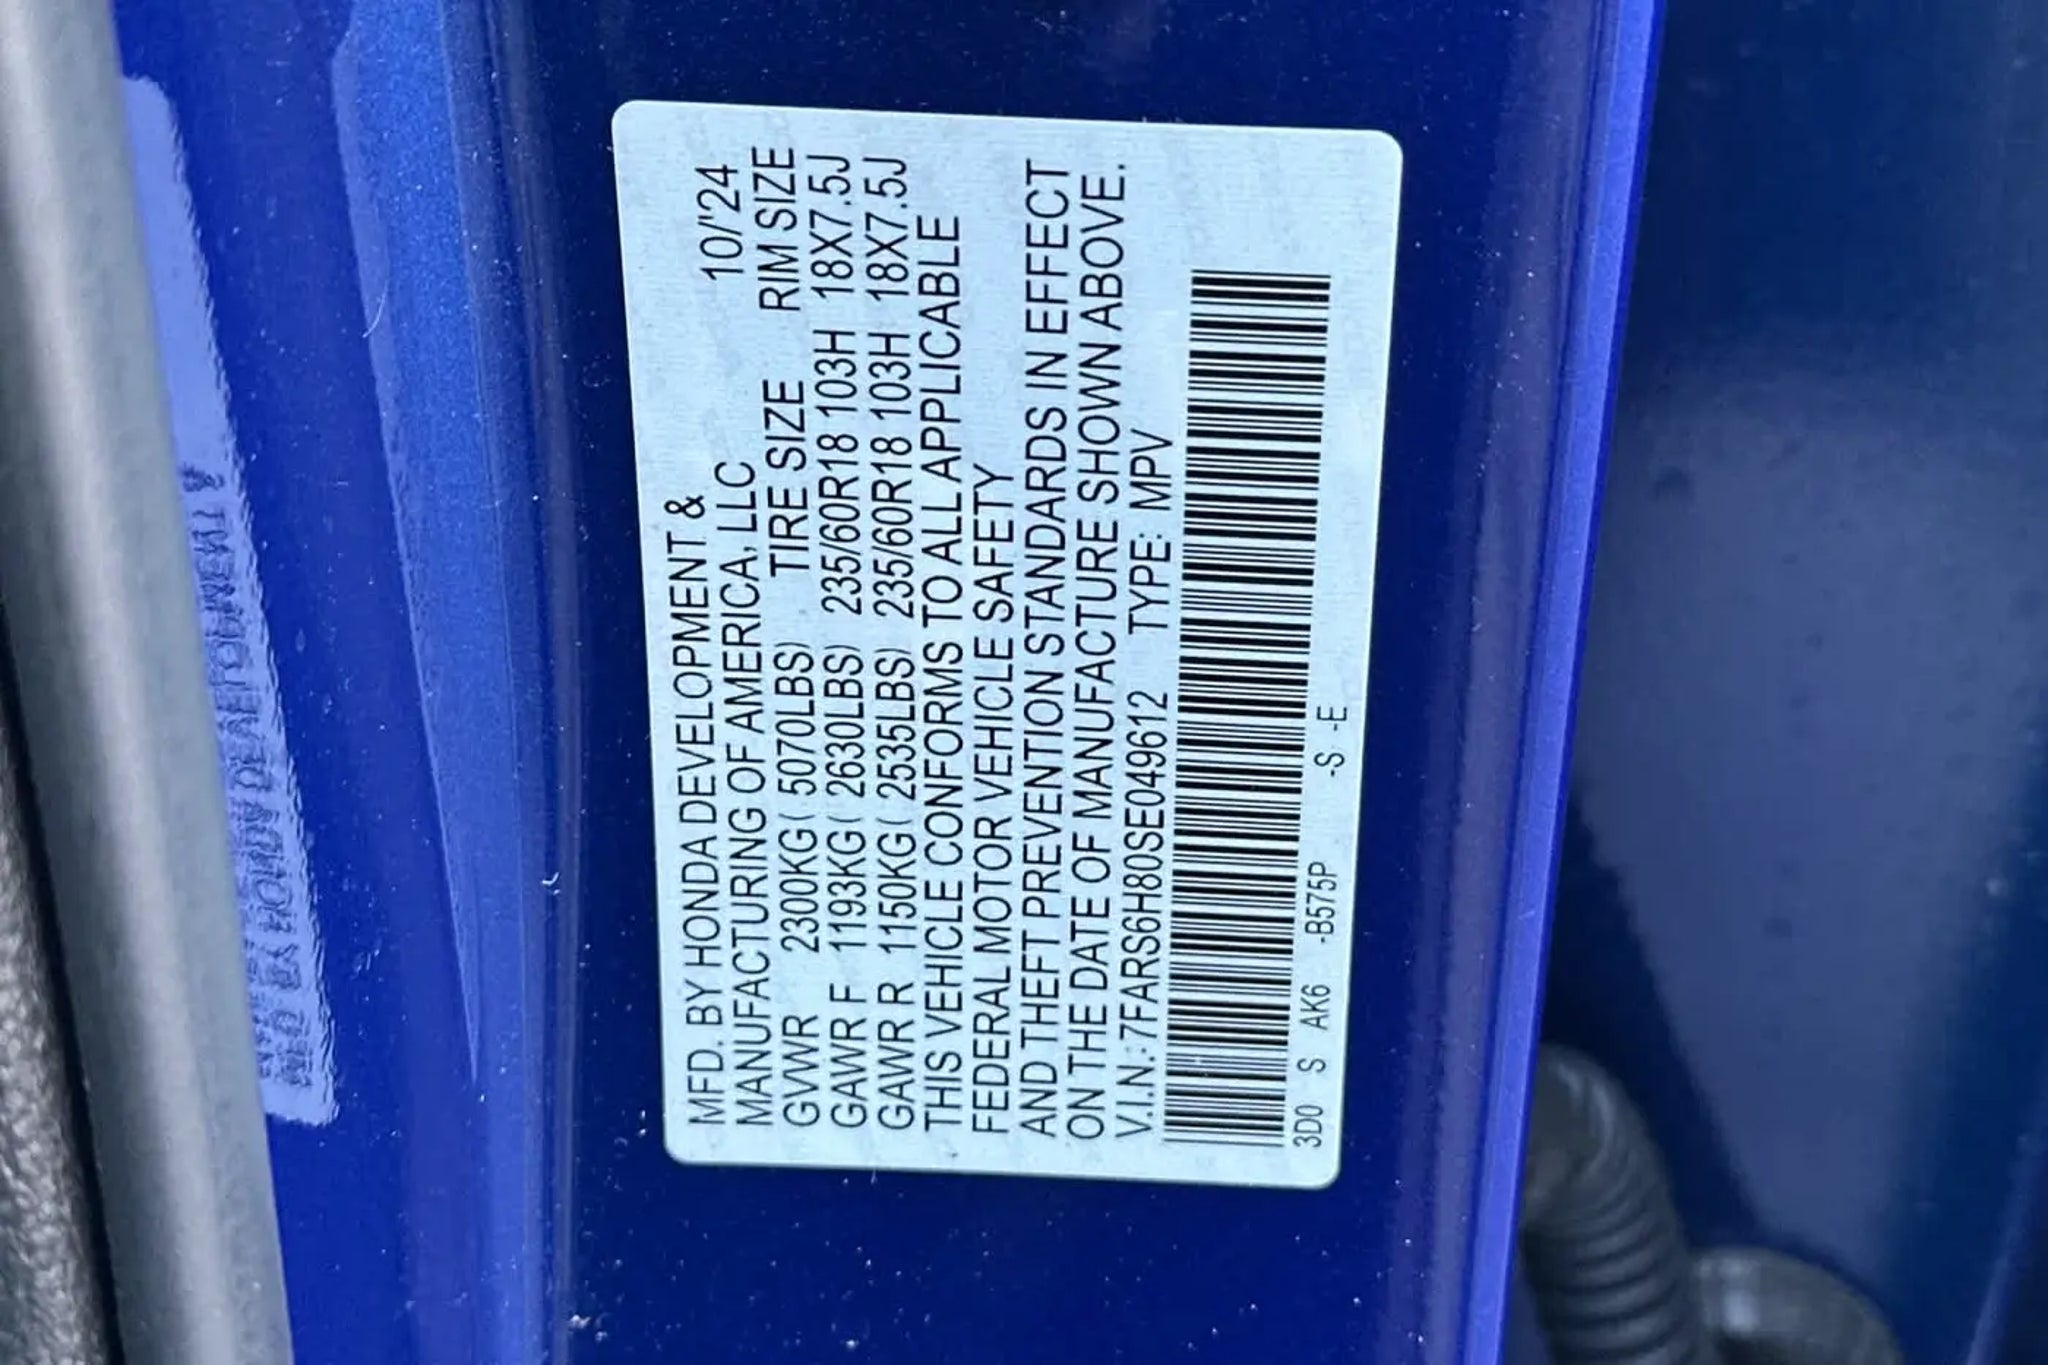 MFD. BY HONDA DEVELOPMENT &
MANUFACTURING OF AMERICA, LLC 10/'24
GVWR 2300KG( 5070LBS) TIRE SIZE RIM SIZE
GAWR F 1193KG( 2630LBS) 235/60R18 103H 18X7.5J
GAWR R 1150KG( 2535LBS) 235/60R18 103H 18X7.5J
THIS VEHICLE CONFORMS TO ALL APPLICABLE
FEDERAL MOTOR VEHICLE SAFETY
AND THEFT PREVENTION STANDARDS IN EFFECT
ON THE DATE OF MANUFACTURE SHOWN ABOVE.
V.I.N.: 7FARS6H80SE049612 TYPE: MPV
3D0 S AK6 -B575P -S -E